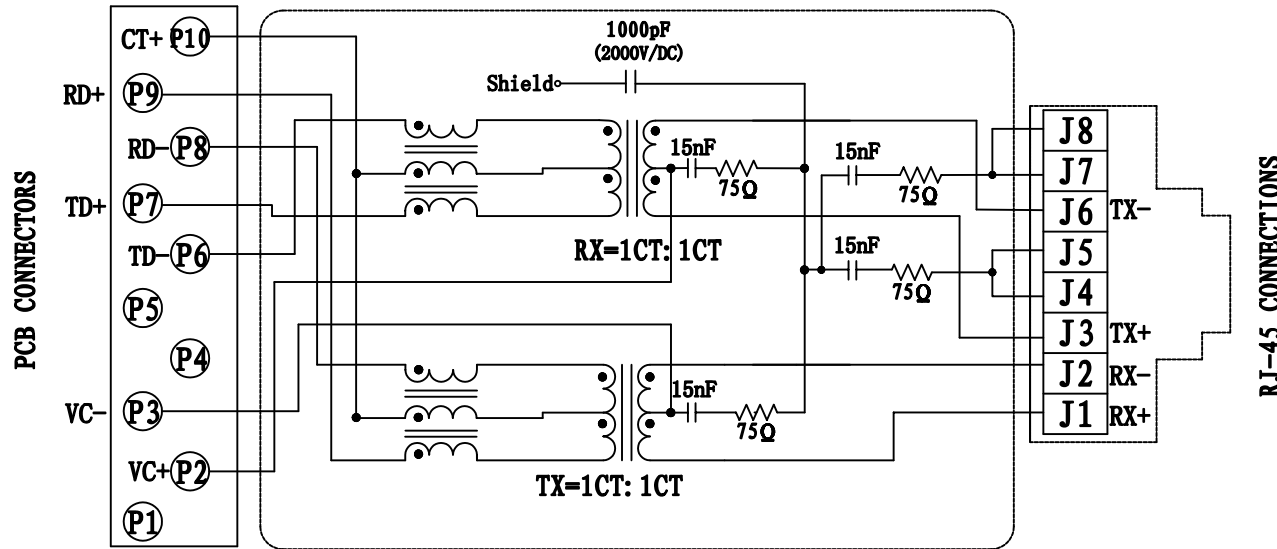 PCB CONNECTORS
CT+ P10
RD+ P9
RD- P8
TD+ P7
TD- P6
P5
P4
VC- P3
VC+ P2
P1
1000pF
(2000V/DC)
Shield
15nF
75Ω
15nF
75Ω
15nF
75Ω
RX=1CT: 1CT
15nF
75Ω
TX=1CT: 1CT
J8
J7
J6 TX-
J5
J4
J3 TX+
J2 RX-
J1 RX+
RJ-45 CONNECTIONS